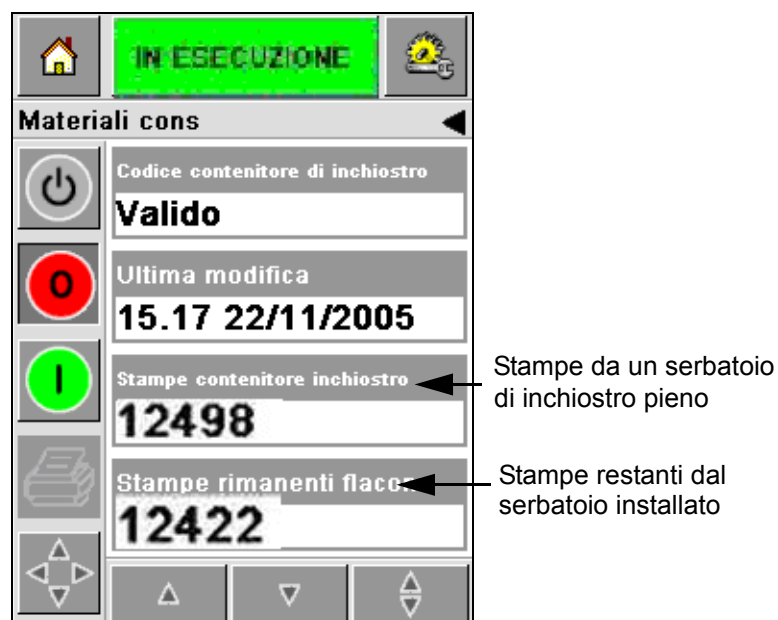 IN ESECUZIONE
Materiali cons
Codice contenitore di inchiostro
Valido
Ultima modifica
15.17 22/11/2005
Stampe contenitore inchiostro
12498
Stampe rimanenti flacon
12422
O
I
Stampe da un serbatoio
di inchiostro pieno
Stampe restanti dal
serbatoio installato